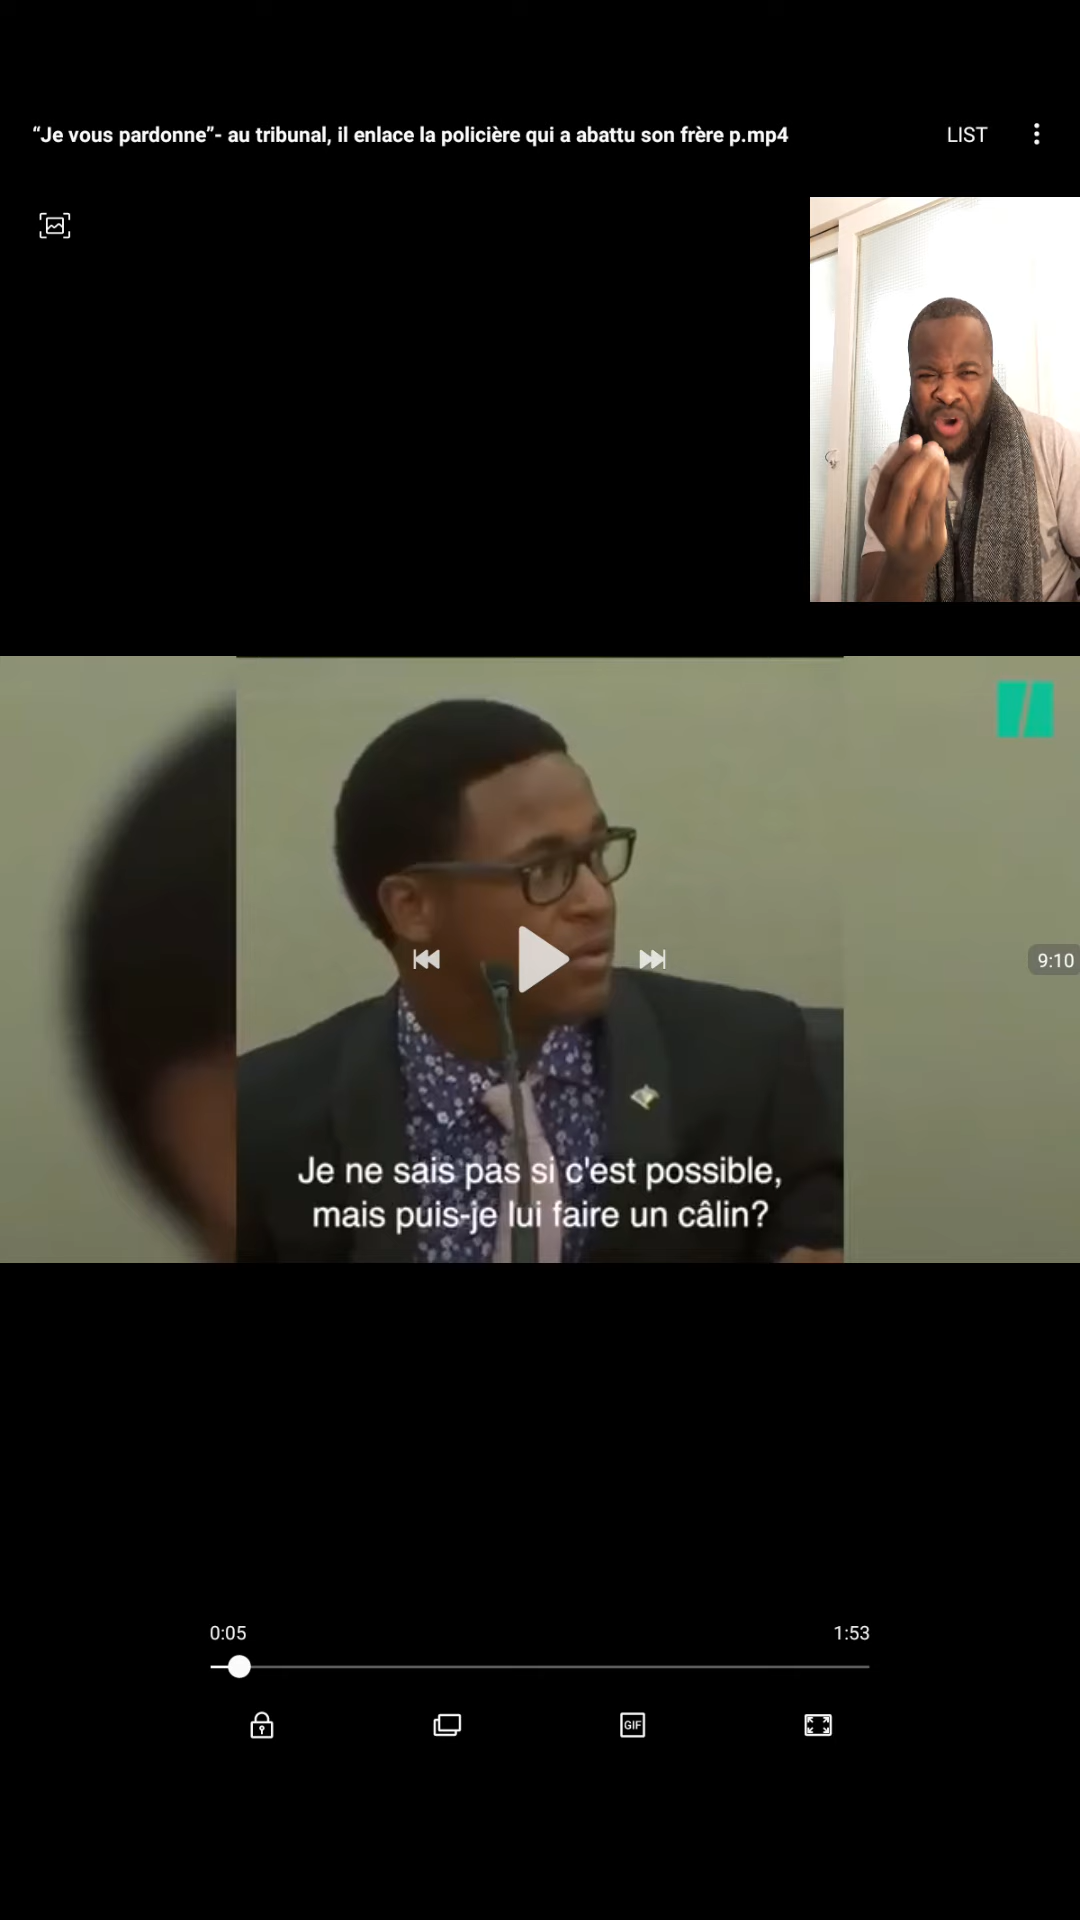 “Je vous pardonne”- au tribunal, il enlace la policière qui a abattu son frère p.mp4
LIST
9:10
Je ne sais pas si c'est possible,
mais puis-je lui faire un câlin?
0:05
1:53
GIF